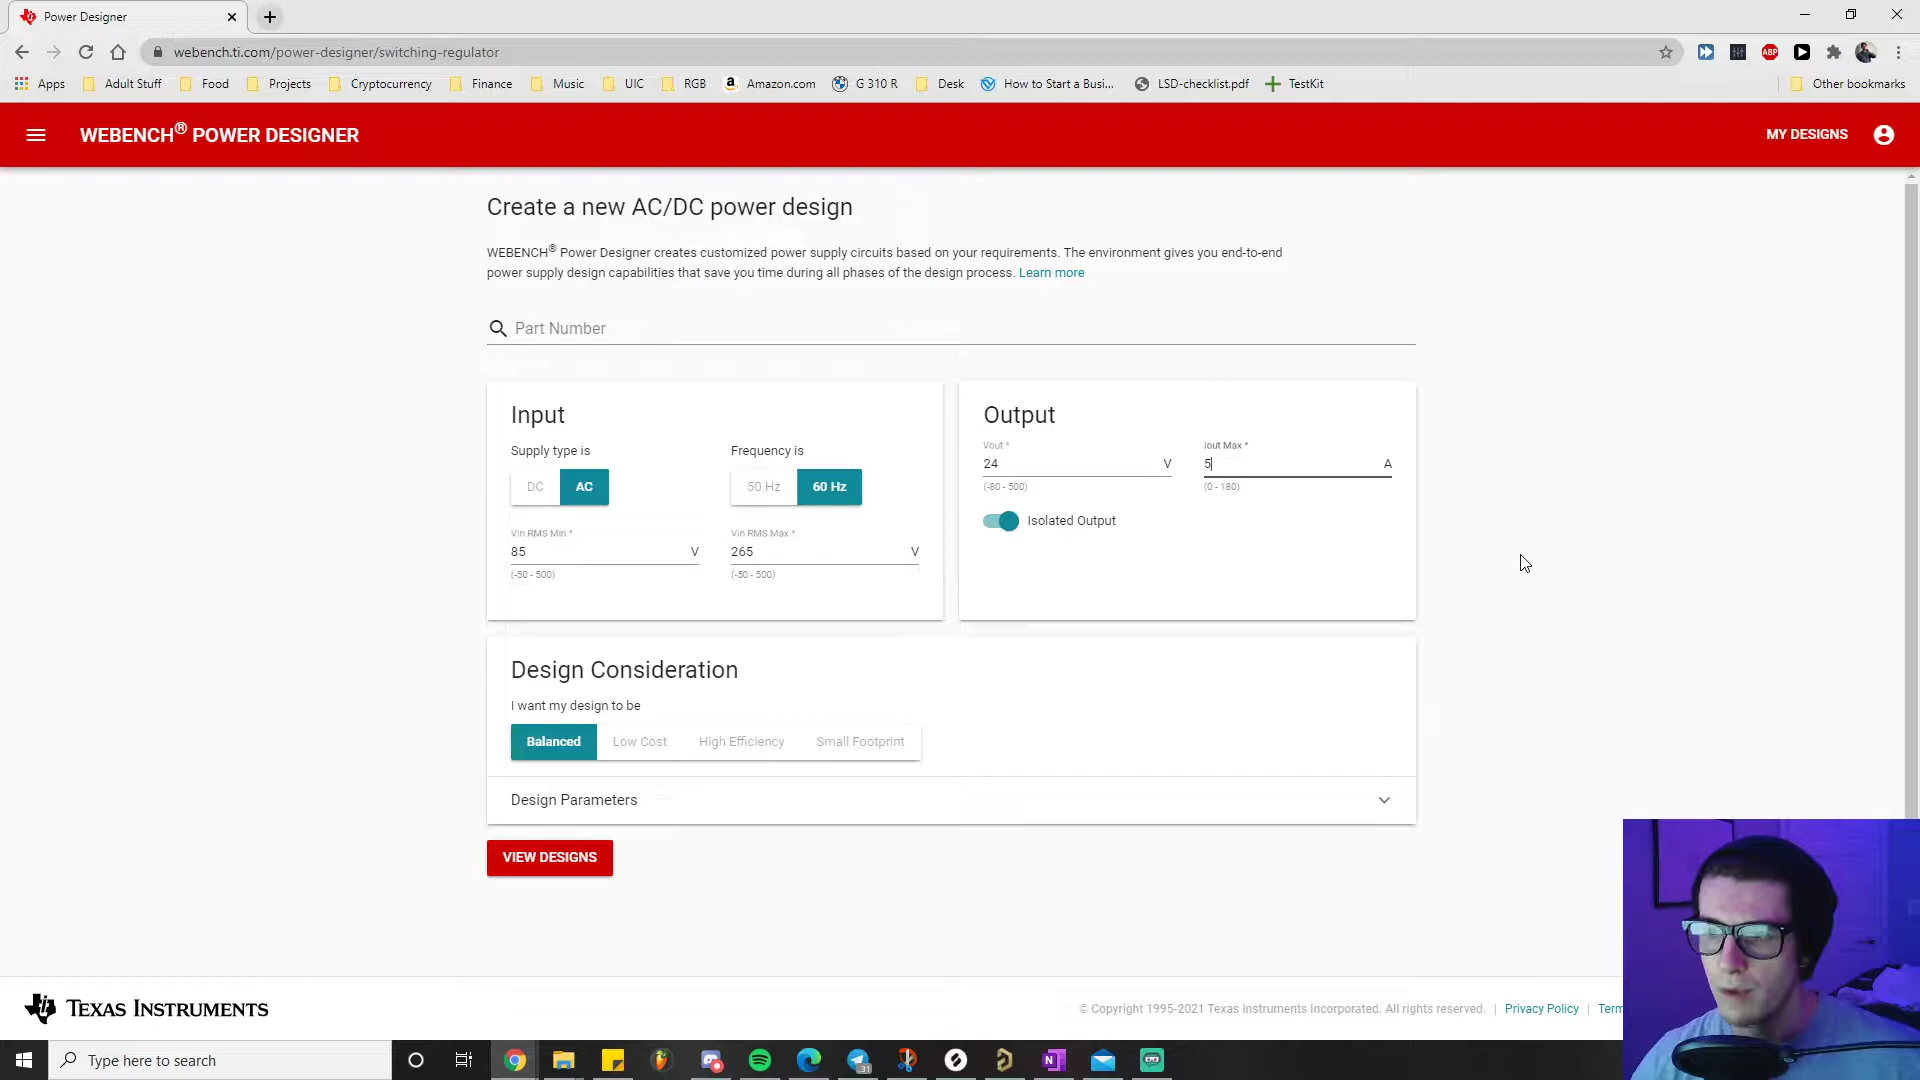 Power Designer
webench.ti.com/power-designer/switching-regulator
Apps Adult Stuff Food Projects Cryptocurrency Finance Music UIC RGB Amazon.com G 310 R Desk How to Start a Busi... LSD-checklist.pdf TestKit Other bookmarks
WEBENCH® POWER DESIGNER MY DESIGNS
Create a new AC/DC power design
WEBENCH® Power Designer creates customized power supply circuits based on your requirements. The environment gives you end-to-end
power supply design capabilities that save you time during all phases of the design process. Learn more
Part Number
Input
Supply type is Frequency is
DC AC 50 Hz 60 Hz
Vin RMS Min * Vin RMS Max *
85 V 265 V
(-50 - 500) (-50 - 500)
Output
Vout * Iout Max *
24 V 5 A
(-80 - 500) (0 - 180)
Isolated Output
Design Consideration
I want my design to be
Balanced Low Cost High Efficiency Small Footprint
Design Parameters
VIEW DESIGNS
TEXAS INSTRUMENTS
© Copyright 1995-2021 Texas Instruments Incorporated. All rights reserved. | Privacy Policy | Term
Type here to search